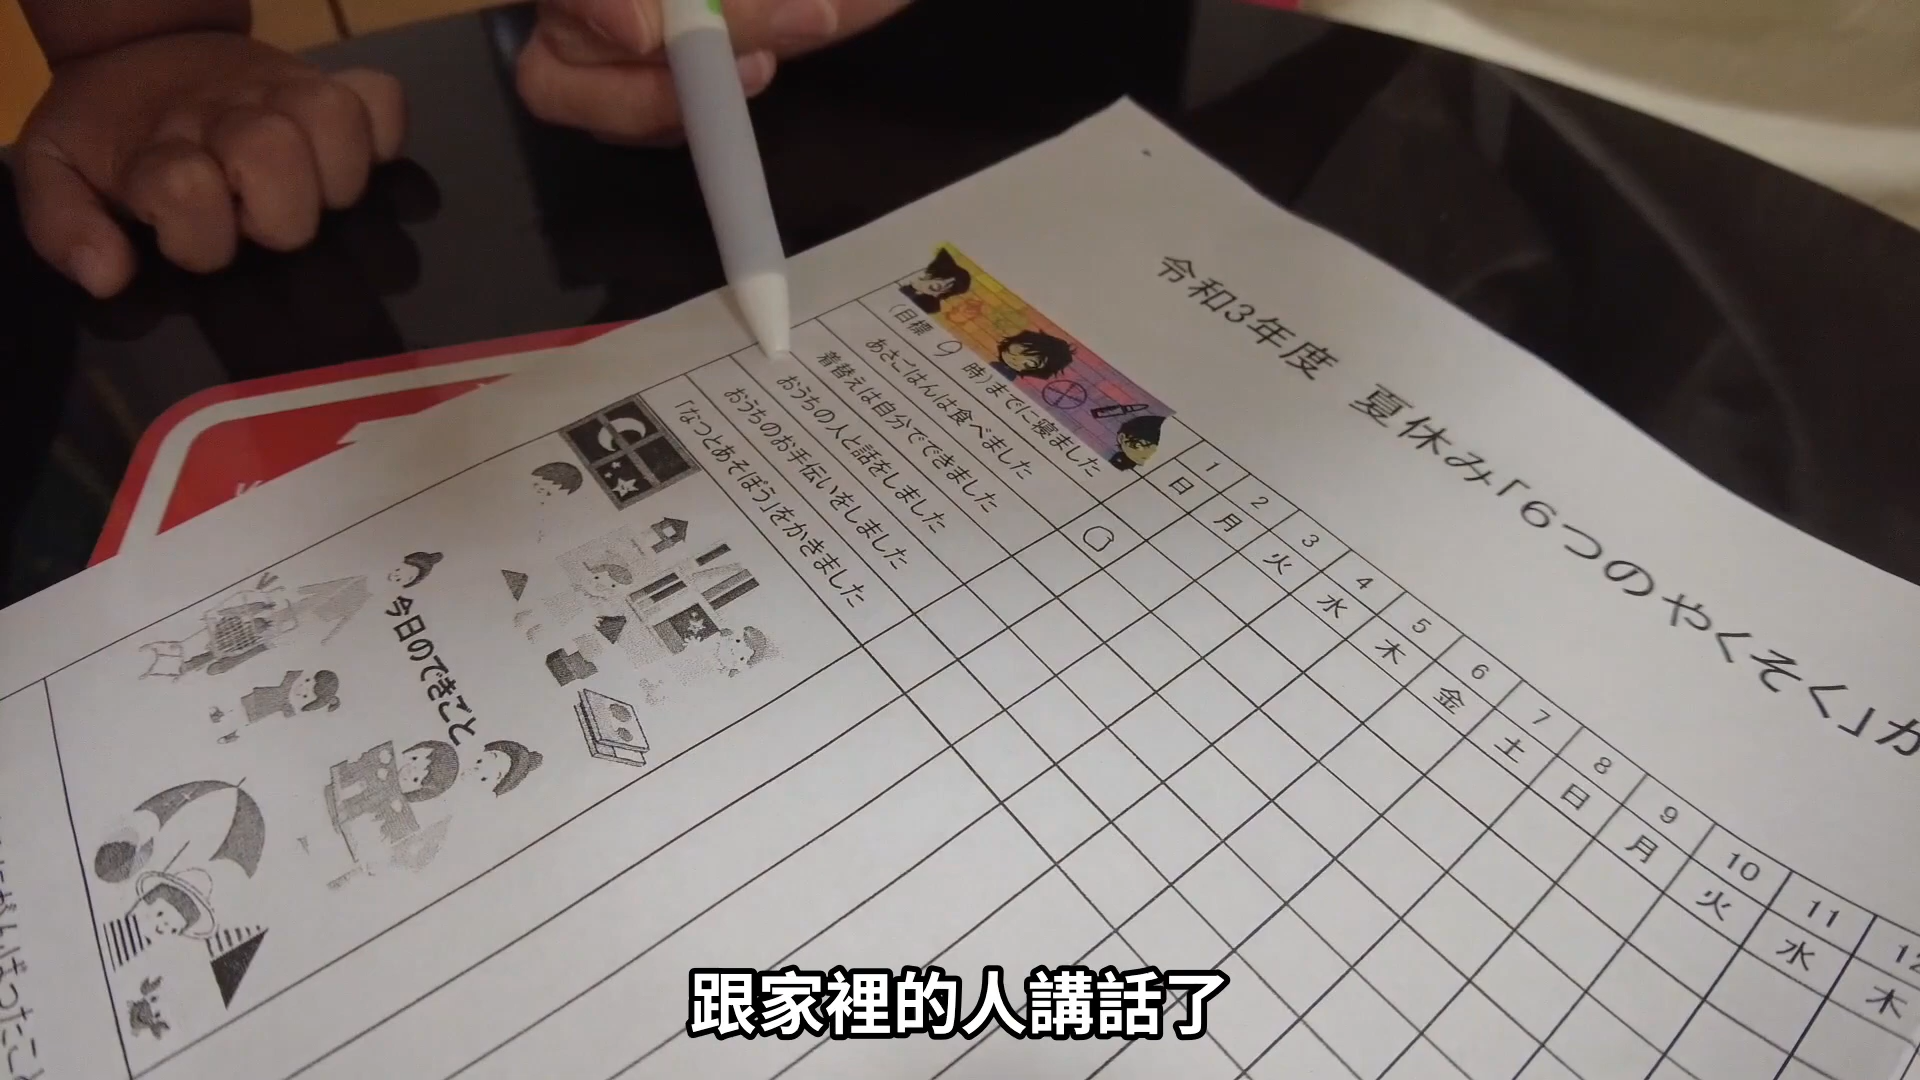 令和3年度 夏休み「6つのやくそく」カ
1 2 3 4 5 6 7 8 9 10 11 12
日 月 火 水 木 金 土 日 月 火 水 木
(目標 9 時)までに寝ました
あさごはんは食べました
着替えは自分でできました
おうちの人と話をしました
おうちのお手伝いをしました
「なつとあそぼう」をかきました
今日のできごと
跟家裡的人講話了